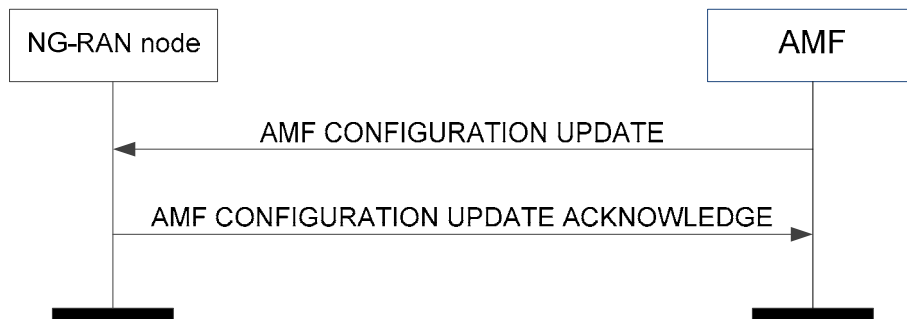 NG-RAN node
AMF
AMF CONFIGURATION UPDATE
AMF CONFIGURATION UPDATE ACKNOWLEDGE